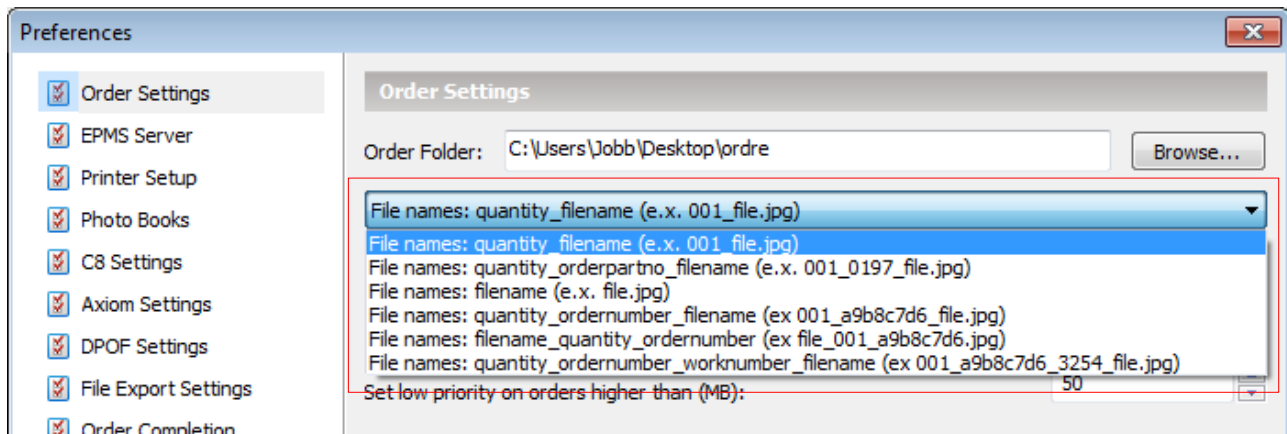 Preferences
Order Settings
EPMS Server
Printer Setup
Photo Books
C8 Settings
Axiom Settings
DPOF Settings
File Export Settings
Order Completion
Order Settings
Order Folder: C:\Users\Jobb\Desktop\ordre Browse...
File names: quantity_filename (e.x. 001_file.jpg)
File names: quantity_filename (e.x. 001_file.jpg)
File names: quantity_orderpartno_filename (e.x. 001_0197_file.jpg)
File names: filename (e.x. file.jpg)
File names: quantity_ordernumber_filename (ex 001_a9b8c7d6_file.jpg)
File names: filename_quantity_ordernumber (ex file_001_a9b8c7d6.jpg)
File names: quantity_ordernumber_worknumber_filename (ex 001_a9b8c7d6_3254_file.jpg)
Set low priority on orders higher than (MB): 50